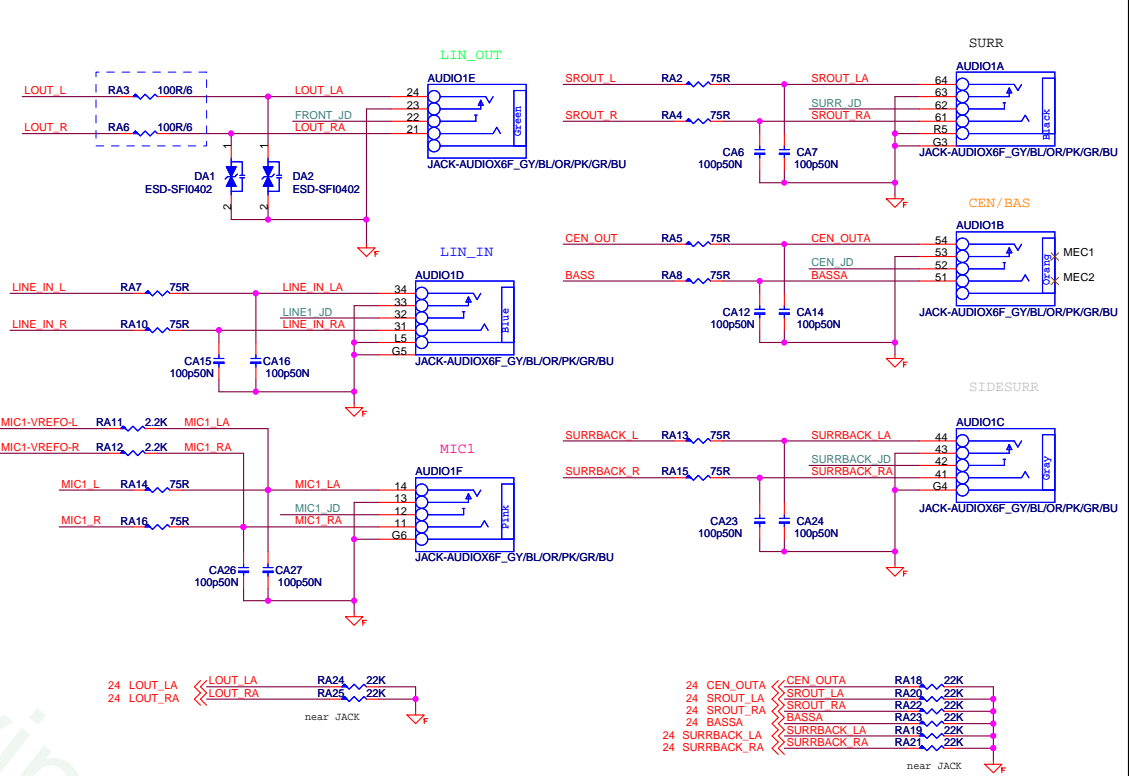 LIN_OUT
AUDIO1E
LOUT_L
RA3
100R/6
LOUT_LA
24
23
FRONT_JD
22
LOUT_R
RA6
100R/6
LOUT_RA
21
Green
JACK-AUDIOX6F_GY/BL/OR/PK/GR/BU
1
1
DA1
ESD-SFI0402
DA2
ESD-SFI0402
2
2
F
SURR
AUDIO1A
SROUT_L
RA2
75R
SROUT_LA
64
63
SURR_JD
62
SROUT_R
RA4
75R
SROUT_RA
61
R5
G3
Black
JACK-AUDIOX6F_GY/BL/OR/PK/GR/BU
CA6
100p50N
CA7
100p50N
F
LIN_IN
AUDIO1D
LINE_IN_L
RA7
75R
LINE_IN_LA
34
33
LINE1_JD
32
LINE_IN_R
RA10
75R
LINE_IN_RA
31
L5
G5
Blue
JACK-AUDIOX6F_GY/BL/OR/PK/GR/BU
CA15
100p50N
CA16
100p50N
F
CEN/BAS
AUDIO1B
CEN_OUT
RA5
75R
CEN_OUTA
54
53
CEN_JD
52
BASS
RA8
75R
BASSA
51
Orang
MEC1
MEC2
JACK-AUDIOX6F_GY/BL/OR/PK/GR/BU
CA12
100p50N
CA14
100p50N
F
MIC1-VREFO-L
RA11
2.2K
MIC1_LA
MIC1-VREFO-R
RA12
2.2K
MIC1_RA
MIC1
AUDIO1F
MIC1_L
RA14
75R
MIC1_LA
14
13
MIC1_JD
12
MIC1_R
RA16
75R
MIC1_RA
11
G6
Pink
JACK-AUDIOX6F_GY/BL/OR/PK/GR/BU
CA26
100p50N
CA27
100p50N
F
SIDESURR
AUDIO1C
SURRBACK_L
RA13
75R
SURRBACK_LA
44
43
SURRBACK_JD
42
SURRBACK_R
RA15
75R
SURRBACK_RA
41
G4
Gray
JACK-AUDIOX6F_GY/BL/OR/PK/GR/BU
CA23
100p50N
CA24
100p50N
F
24 LOUT_LA LOUT_LA RA24 22K
24 LOUT_RA LOUT_RA RA25 22K
near JACK
F
24 CEN_OUTA CEN_OUTA RA18 22K
24 SROUT_LA SROUT_LA RA20 22K
24 SROUT_RA SROUT_RA RA22 22K
24 BASSA BASSA RA23 22K
24 SURRBACK_LA SURRBACK_LA RA19 22K
24 SURRBACK_RA SURRBACK_RA RA21 22K
near JACK
F